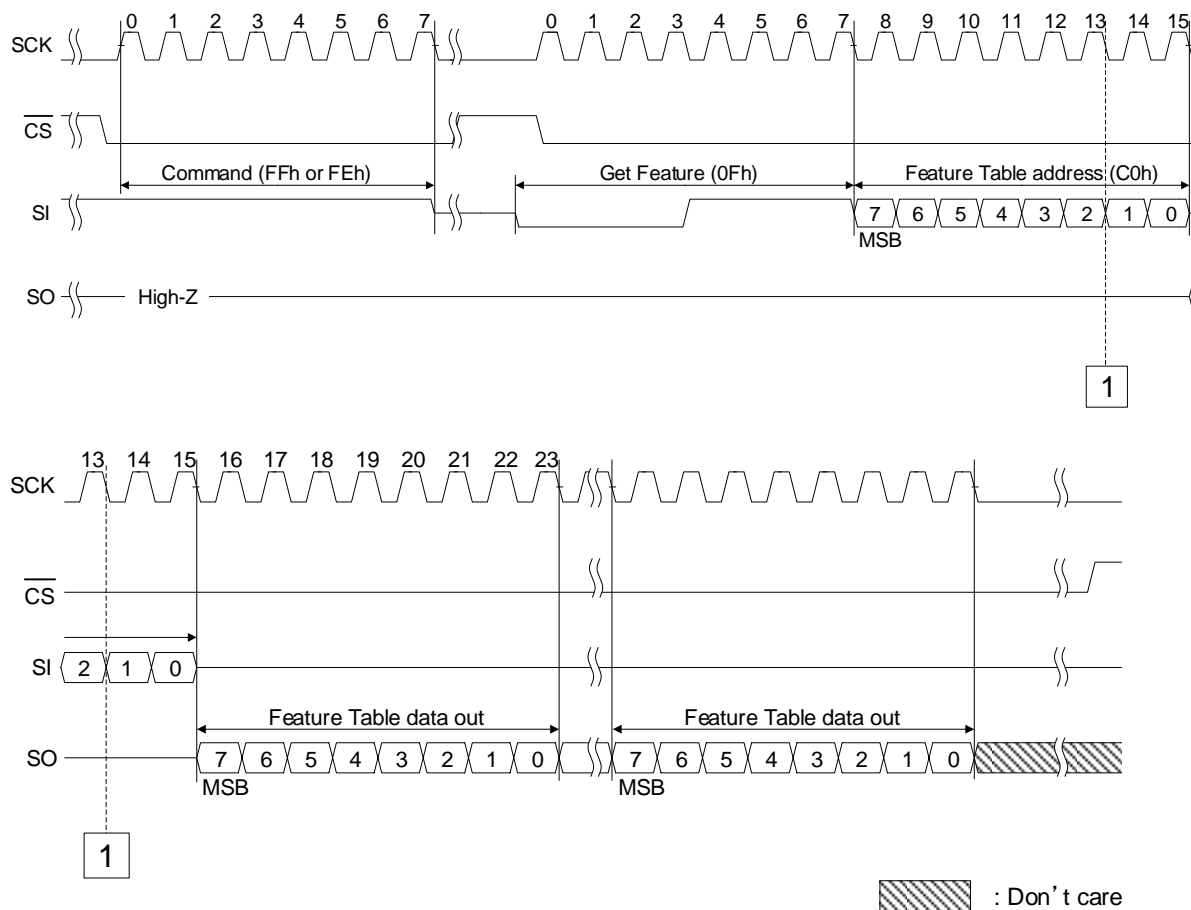 0 1 2 3 4 5 6 7 0 1 2 3 4 5 6 7 8 9 10 11 12 13 14 15
SCK
CS
Command (FFh or FEh) Get Feature (0Fh) Feature Table address (C0h)
SI 7 6 5 4 3 2 1 0
MSB
SO High-Z
1
13 14 15 16 17 18 19 20 21 22 23
SCK
CS
SI 2 1 0
Feature Table data out Feature Table data out
SO 7 6 5 4 3 2 1 0 7 6 5 4 3 2 1 0
MSB MSB
1
: Don't care